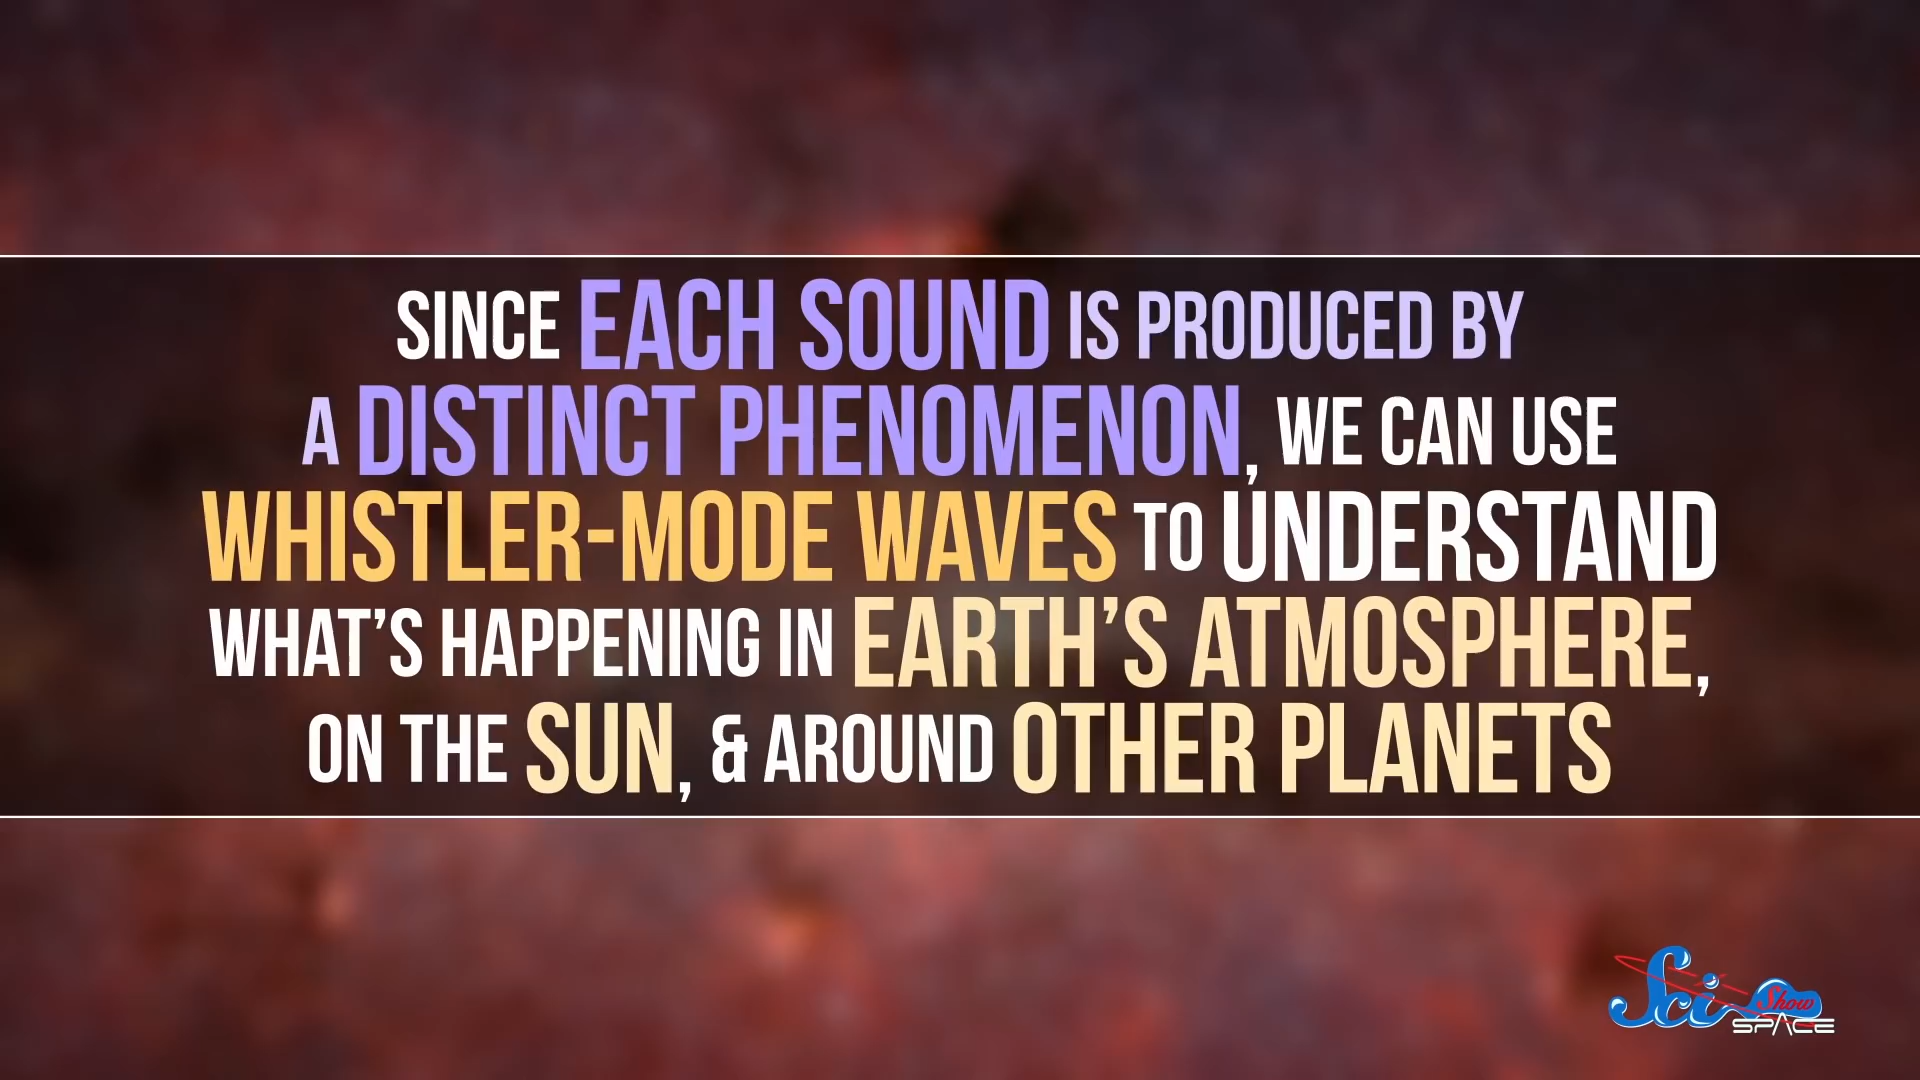 SINCE EACH SOUND IS PRODUCED BY
A DISTINCT PHENOMENON, WE CAN USE
WHISTLER-MODE WAVES TO UNDERSTAND
WHAT'S HAPPENING IN EARTH'S ATMOSPHERE,
ON THE SUN, & AROUND OTHER PLANETS
Sci Show
SPACE